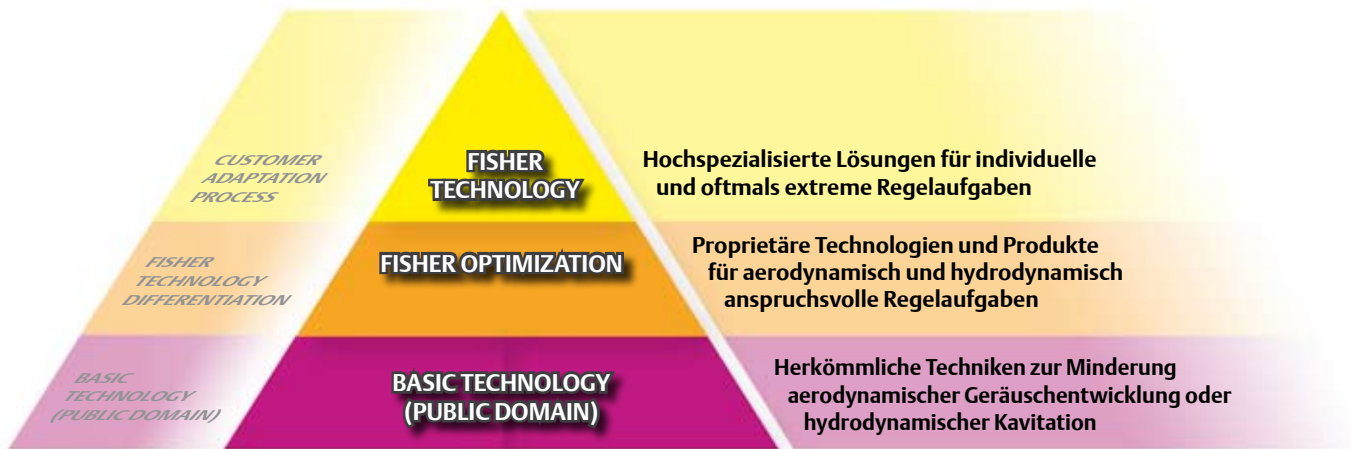 CUSTOMER
ADAPTATION
PROCESS
FISHER
TECHNOLOGY
Hochspezialisierte Lösungen für individuelle
und oftmals extreme Regelaufgaben
FISHER
TECHNOLOGY
DIFFERENTIATION
FISHER OPTIMIZATION
Proprietäre Technologien und Produkte
für aerodynamisch und hydrodynamisch
anspruchsvolle Regelaufgaben
BASIC
TECHNOLOGY
(PUBLIC DOMAIN)
BASIC TECHNOLOGY
(PUBLIC DOMAIN)
Herkömmliche Techniken zur Minderung
aerodynamischer Geräuschentwicklung oder
hydrodynamischer Kavitation